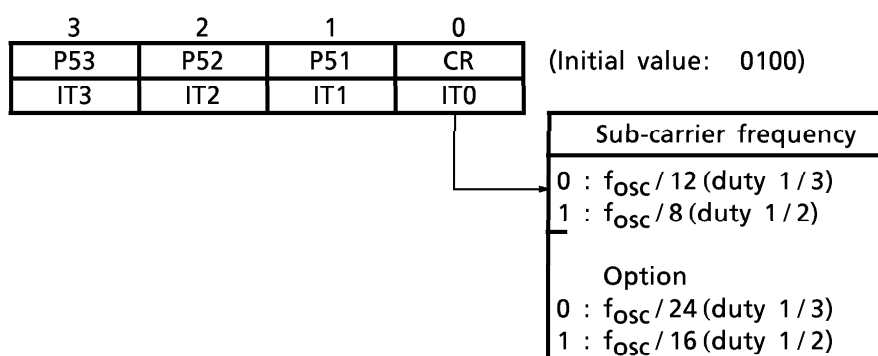 3 2 1 0
P53 P52 P51 CR (Initial value: 0100)
IT3 IT2 IT1 IT0
Sub-carrier frequency
0 : fosc / 12 (duty 1 / 3)
1 : fosc / 8 (duty 1 / 2)
Option
0 : fosc / 24 (duty 1 / 3)
1 : fosc / 16 (duty 1 / 2)